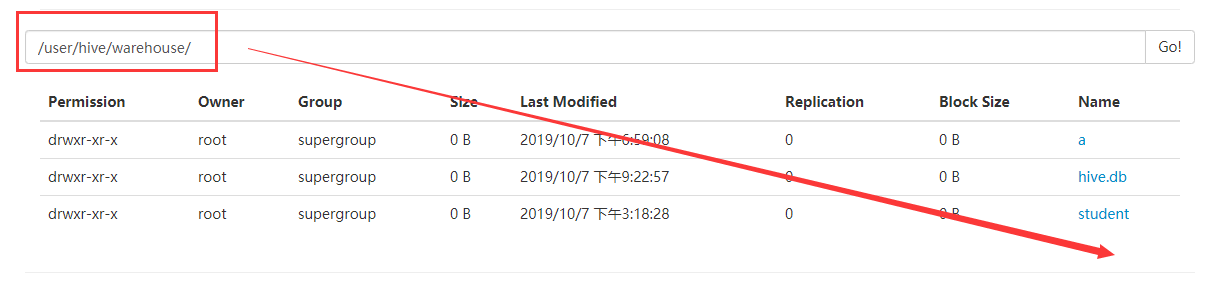 /user/hive/warehouse/ Go!
Permission Owner Group Size Last Modified Replication Block Size Name
drwxr-xr-x root supergroup 0 B 2019/10/7 下午6:59:08 0 0 B a
drwxr-xr-x root supergroup 0 B 2019/10/7 下午9:22:57 0 0 B hive.db
drwxr-xr-x root supergroup 0 B 2019/10/7 下午3:18:28 0 0 B student